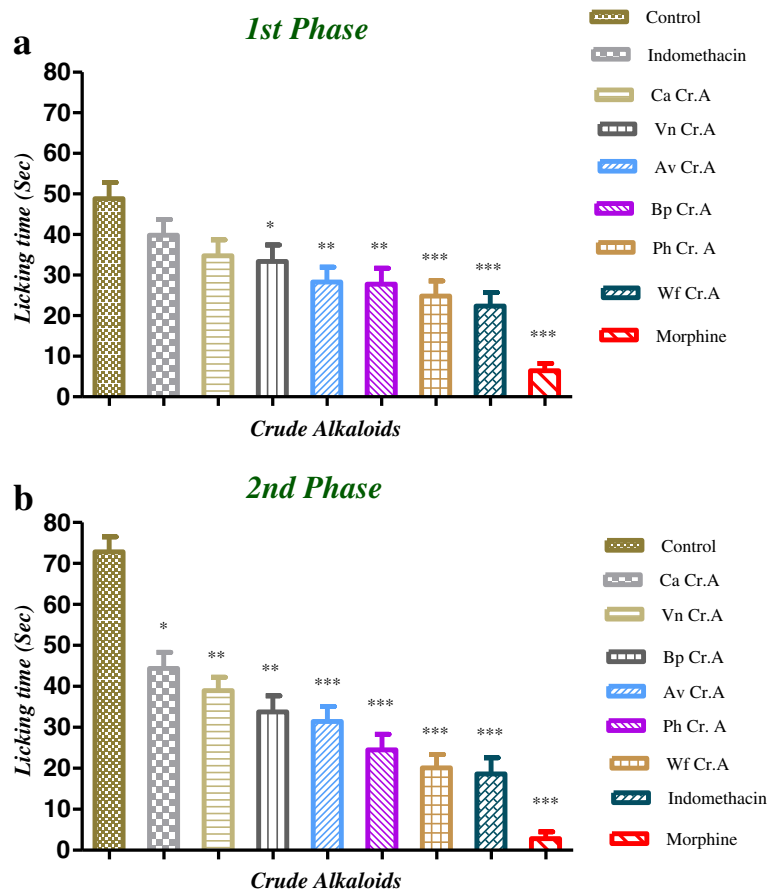 a
1st Phase
Licking time (Sec)
80
70
60
50
40
30
20
10
0
*
**
**
***
***
***
Crude Alkaloids
Control
Indomethacin
Ca Cr.A
Vn Cr.A
Av Cr.A
Bp Cr.A
Ph Cr. A
Wf Cr.A
Morphine
b
2nd Phase
Licking time (Sec)
80
70
60
50
40
30
20
10
0
*
**
**
***
***
***
***
***
Crude Alkaloids
Control
Ca Cr.A
Vn Cr.A
Bp Cr.A
Av Cr.A
Ph Cr. A
Wf Cr.A
Indomethacin
Morphine